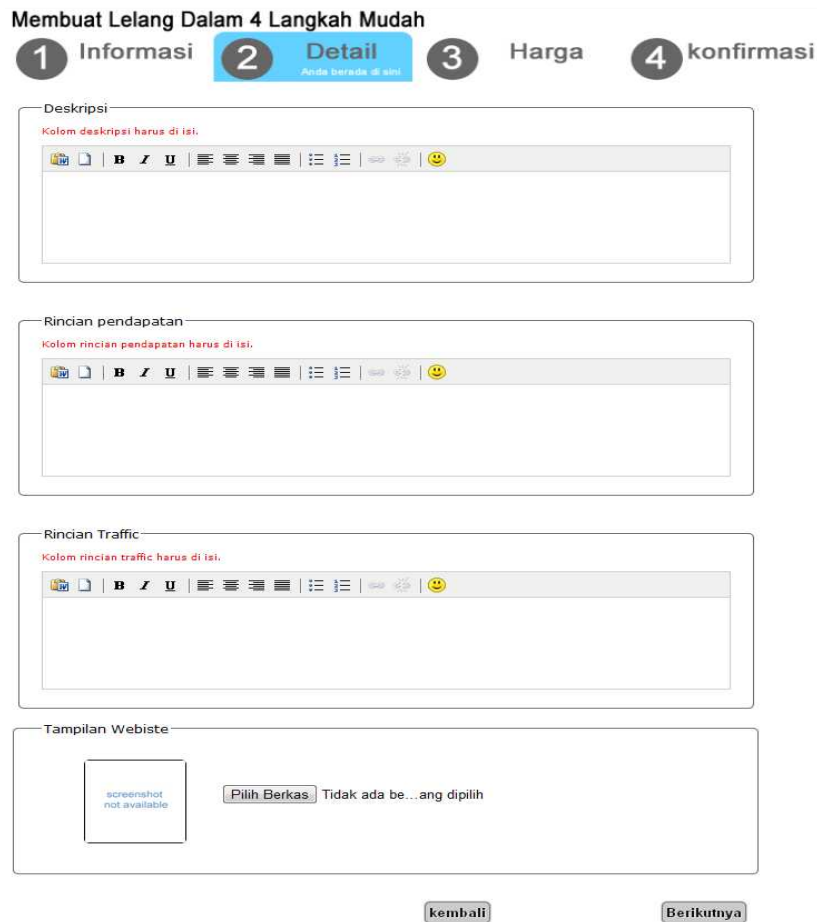 Membuat Lelang Dalam 4 Langkah Mudah
1 Informasi 2 Detail 3 Harga 4 konfirmasi
Anda berada di sini
Deskripsi
Kolom deskripsi harus di isi.
B I U
Rincian pendapatan
Kolom rincian pendapatan harus di isi.
B I U
Rincian Traffic
Kolom rincian traffic harus di isi.
B I U
Tampilan Webiste
screenshot
not available
Pilih Berkas Tidak ada be...ang dipilih
kembali Berikutnya